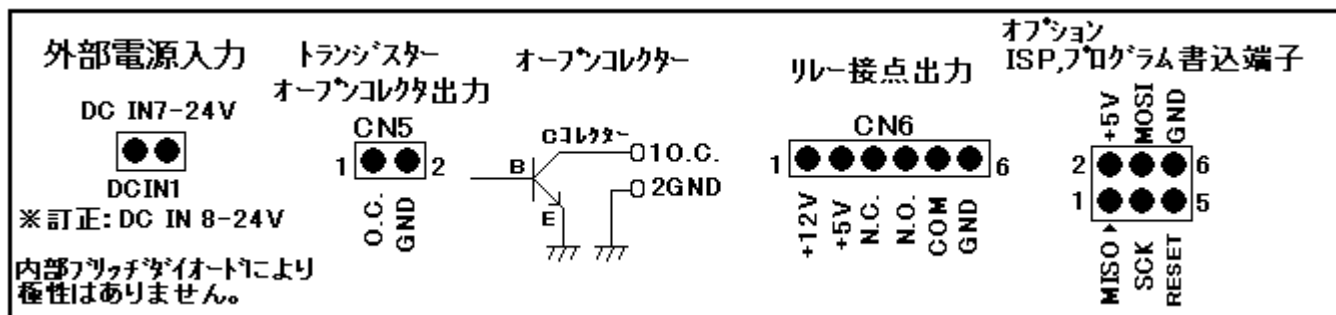 外部電源入力
DC IN7-24V
DCIN1
※訂正: DC IN 8-24V
内部ブリッヂダイオードにより
極性はありません。
トランジスター
オープンコレクタ出力
CN5
1 2
O.C.
GND
オープンコレクター
Cコレクター
B
E
1O.C.
2GND
リレー接点出力
CN6
1 6
+12V
+5V
N.C.
N.O.
COM
GND
オプション
ISP,プログラム書込端子
+5V
MOSI
GND
2 6
1 5
MISO
SCK
RESET